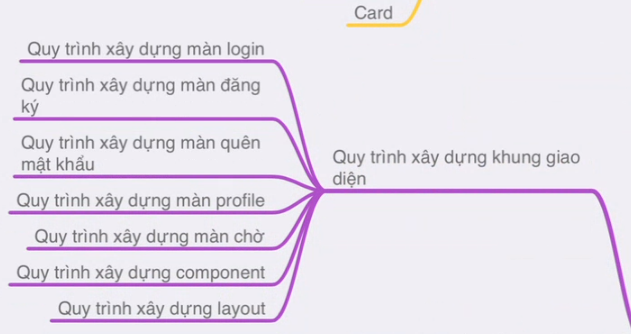 Card
Quy trình xây dựng màn login
Quy trình xây dựng màn đăng
ký
Quy trình xây dựng màn quên
mật khẩu
Quy trình xây dựng khung giao
diện
Quy trình xây dựng màn profile
Quy trình xây dựng màn chờ
Quy trình xây dựng component
Quy trình xây dựng layout